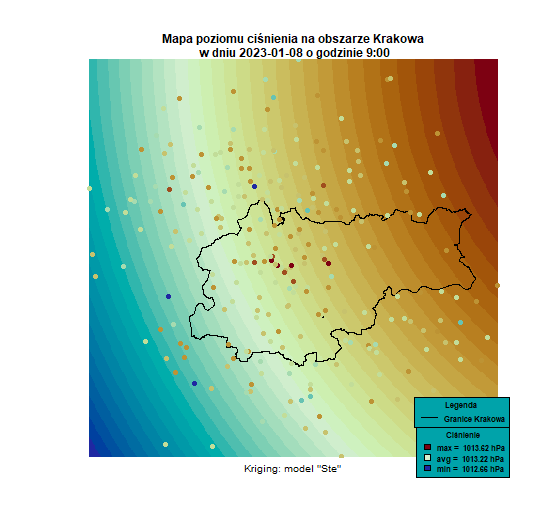 Mapa poziomu ciśnienia na obszarze Krakowa
w dniu 2023-01-08 o godzinie 9:00
Legenda
Granice Krakowa
Ciśnienie
max = 1013.62 hPa
avg = 1013.22 hPa
min = 1012.66 hPa
Kriging: model "Ste"